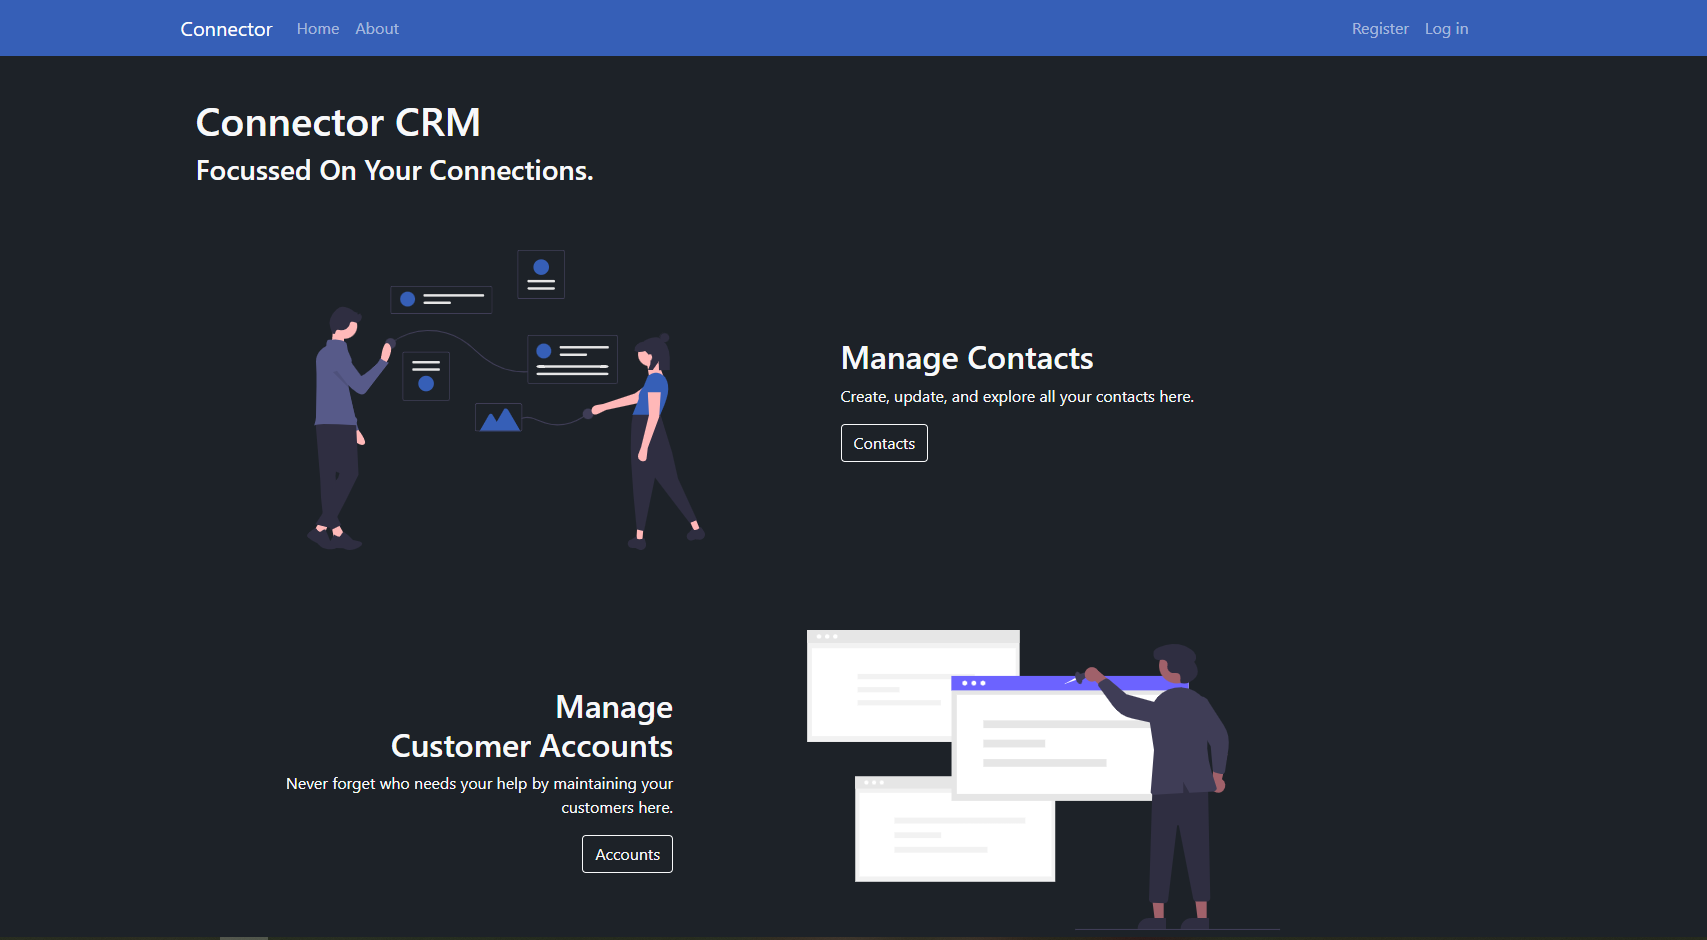 Connector Home About Register Log in
Connector CRM
Focussed On Your Connections.
Manage Contacts
Create, update, and explore all your contacts here.
Contacts
Manage
Customer Accounts
Never forget who needs your help by maintaining your
customers here.
Accounts